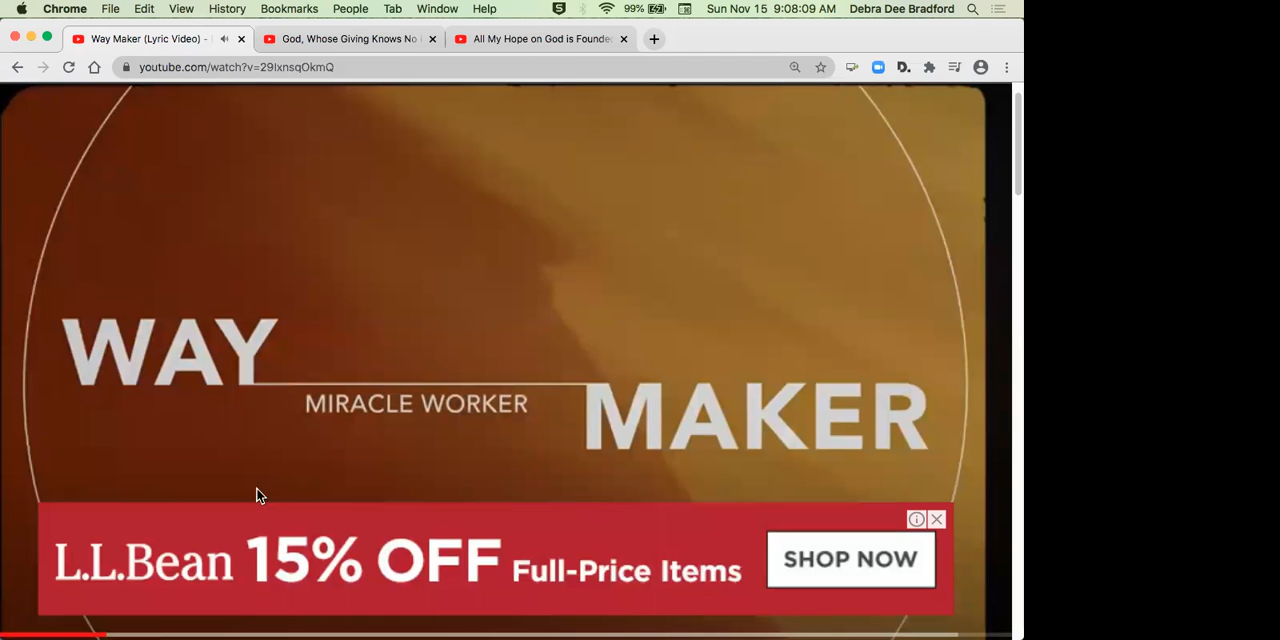 Chrome File Edit View History Bookmarks People Tab Window Help 99% Sun Nov 15 9:08:09 AM Debra Dee Bradford
Way Maker (Lyric Video) - God, Whose Giving Knows No All My Hope on God is Founde
youtube.com/watch?v=29IxnsqOkmQ
WAY
MIRACLE WORKER
MAKER
L.L.Bean 15% OFF Full-Price Items SHOP NOW